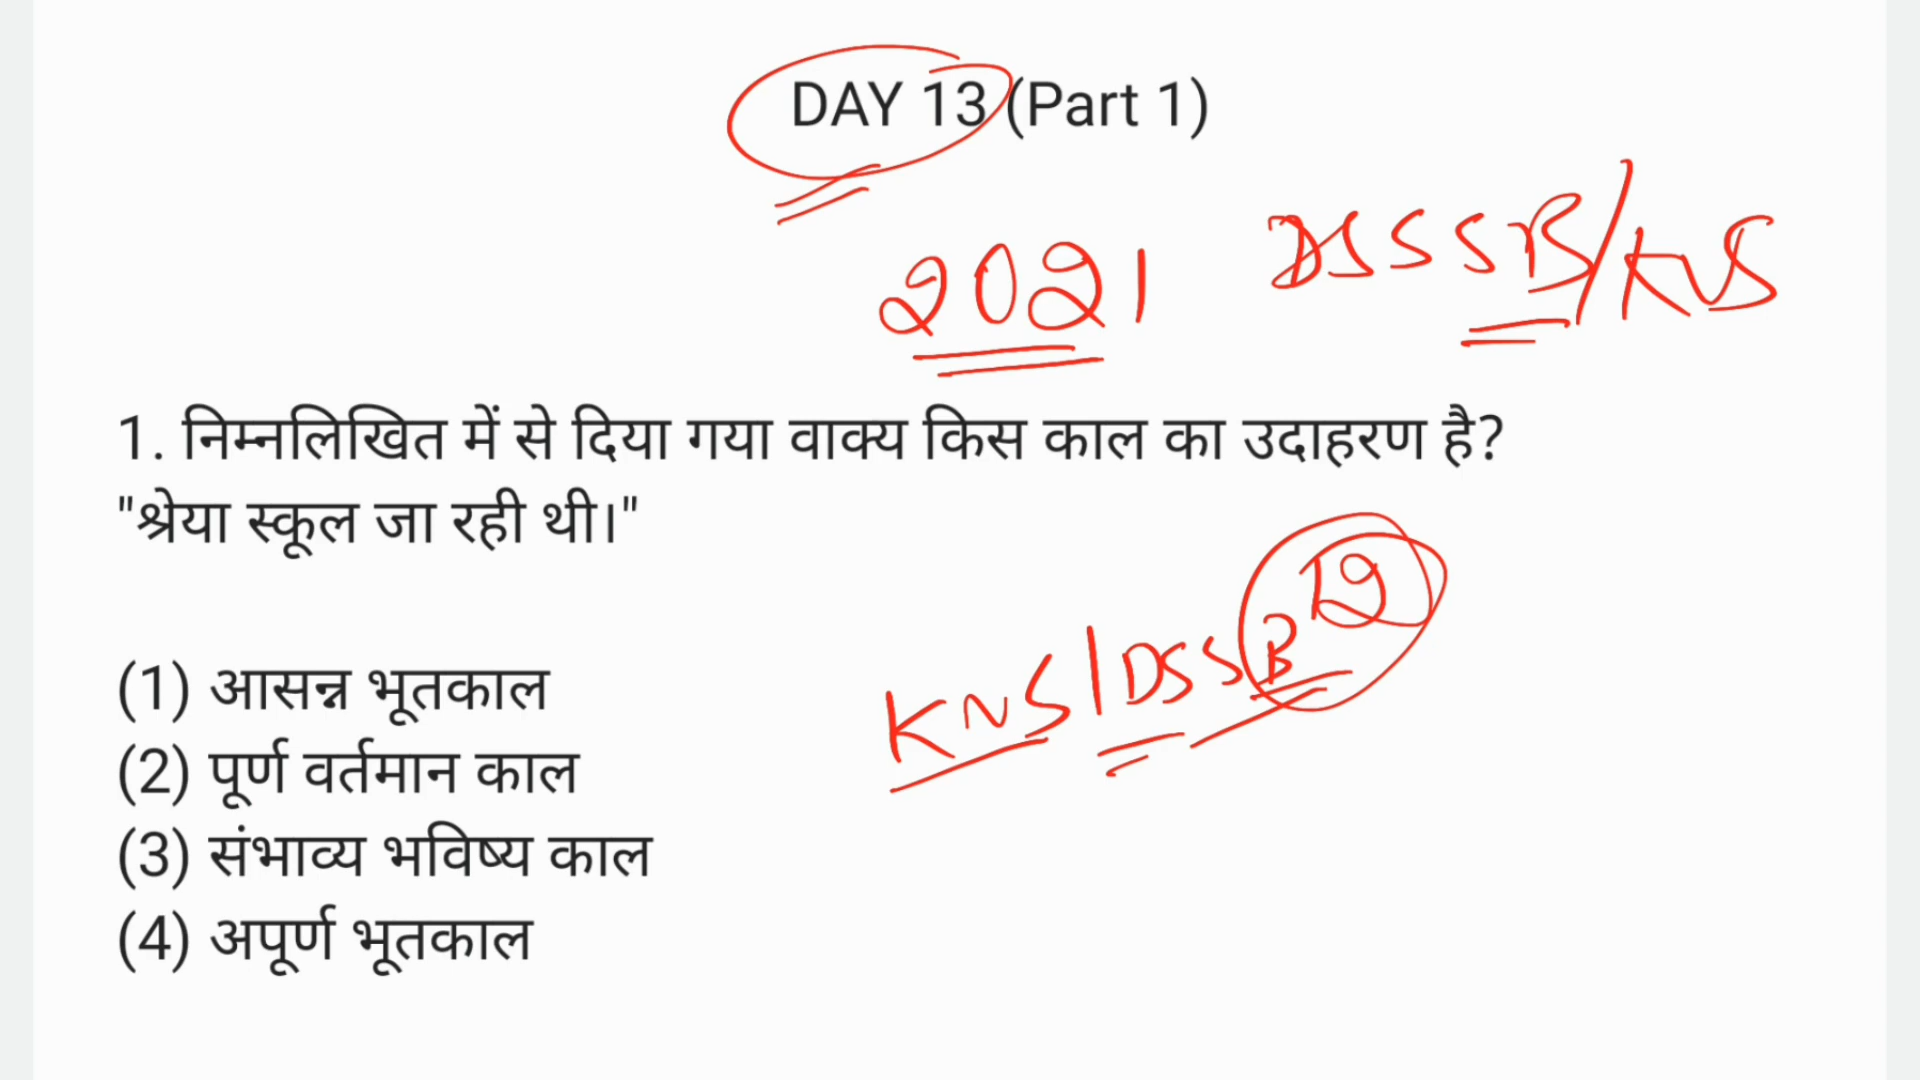 DAY 13 (Part 1)
2021 DSSSB/KVS
1. निम्नलिखित में से दिया गया वाक्य किस काल का उदाहरण है?
"श्रेया स्कूल जा रही थी।"
KVS/DSSB
(1) आसन्न भूतकाल
(2) पूर्ण वर्तमान काल
(3) संभाव्य भविष्य काल
(4) अपूर्ण भूतकाल